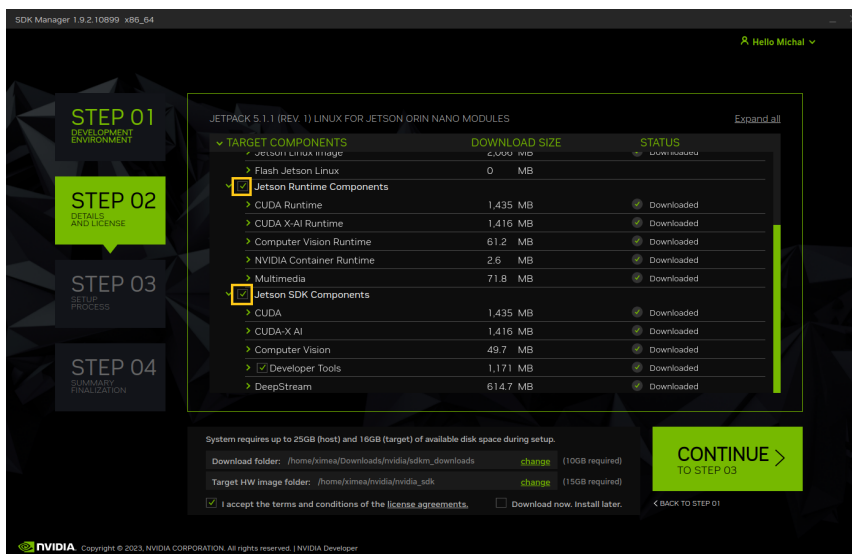 SDK Manager 1.9.2.10899 x86_64
Hello Michal
STEP 01
DEVELOPMENT
ENVIRONMENT
STEP 02
DETAILS
AND LICENSE
STEP 03
SETUP
PROCESS
STEP 04
SUMMARY
FINALIZATION
JETPACK 5.1.1 (REV. 1) LINUX FOR JETSON ORIN NANO MODULES Expand all
TARGET COMPONENTS DOWNLOAD SIZE STATUS
Jetson Linux image 2,066 MB Downloaded
Flash Jetson Linux 0 MB
Jetson Runtime Components
CUDA Runtime 1,435 MB Downloaded
CUDA X-AI Runtime 1,416 MB Downloaded
Computer Vision Runtime 61.2 MB Downloaded
NVIDIA Container Runtime 2.6 MB Downloaded
Multimedia 71.8 MB Downloaded
Jetson SDK Components
CUDA 1,435 MB Downloaded
CUDA-X AI 1,416 MB Downloaded
Computer Vision 49.7 MB Downloaded
Developer Tools 1,171 MB Downloaded
DeepStream 614.7 MB Downloaded
System requires up to 25GB (host) and 16GB (target) of available disk space during setup.
Download folder: /home/ximea/Downloads/nvidia/sdkm_downloads change (10GB required)
Target HW image folder: /home/ximea/nvidia/nvidia_sdk change (15GB required)
I accept the terms and conditions of the license agreements. Download now. Install later.
CONTINUE >
TO STEP 03
< BACK TO STEP 01
NVIDIA. Copyright © 2023, NVIDIA CORPORATION. All rights reserved. | NVIDIA Developer